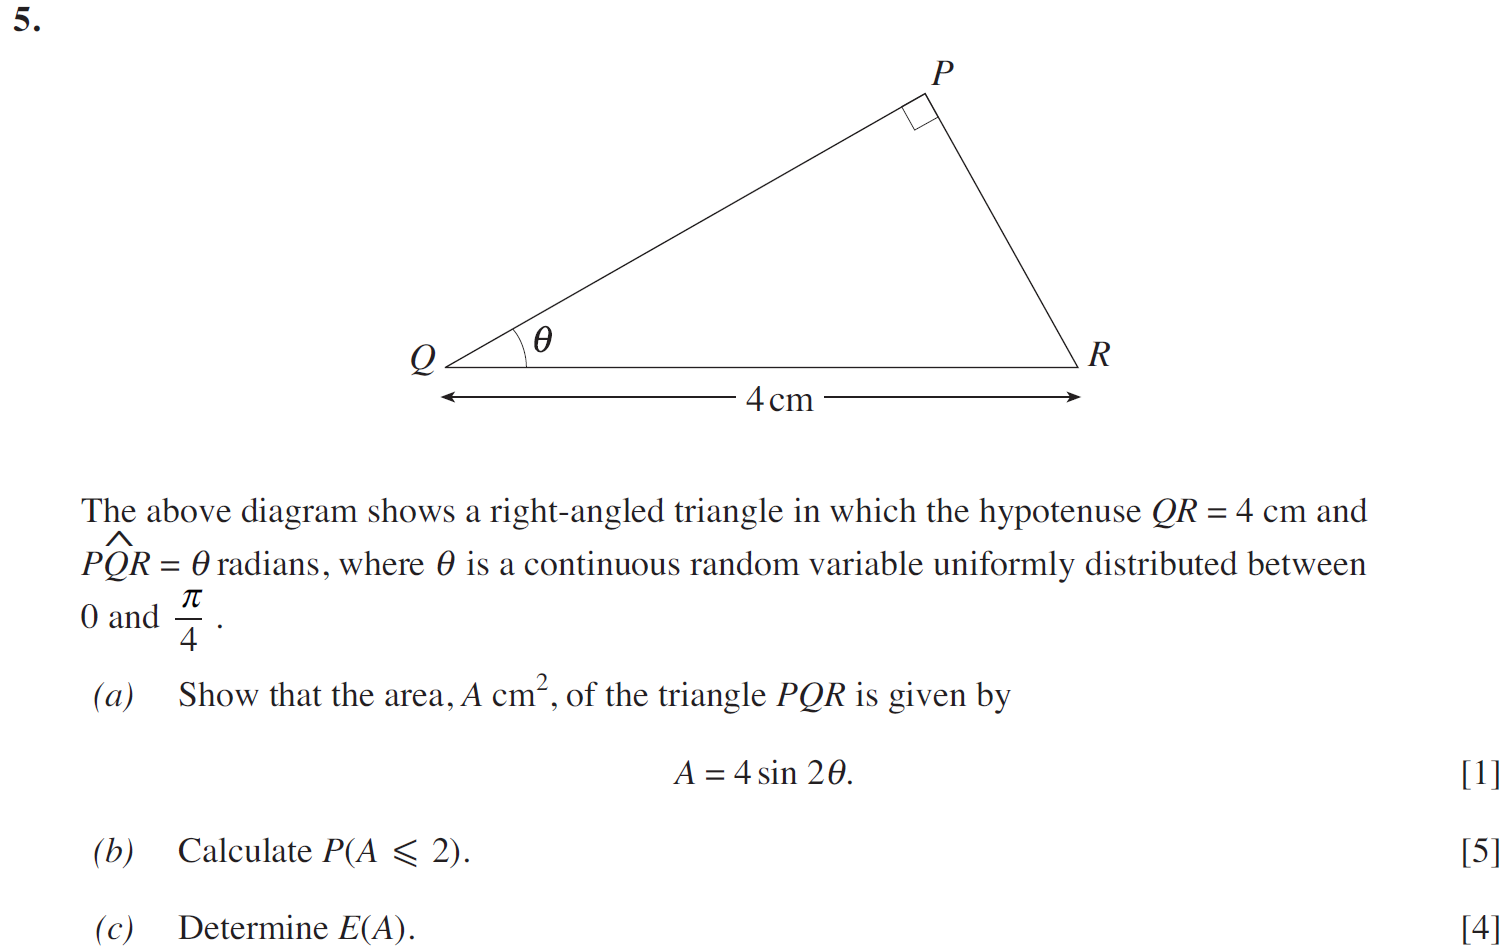 5.
P
θ
Q
R
4 cm
The above diagram shows a right-angled triangle in which the hypotenuse QR = 4 cm and
PQ̂R = θ radians, where θ is a continuous random variable uniformly distributed between
0 and π/4 .
(a) Show that the area, A cm², of the triangle PQR is given by
A = 4 sin 2θ. [1]
(b) Calculate P(A ⩽ 2). [5]
(c) Determine E(A). [4]